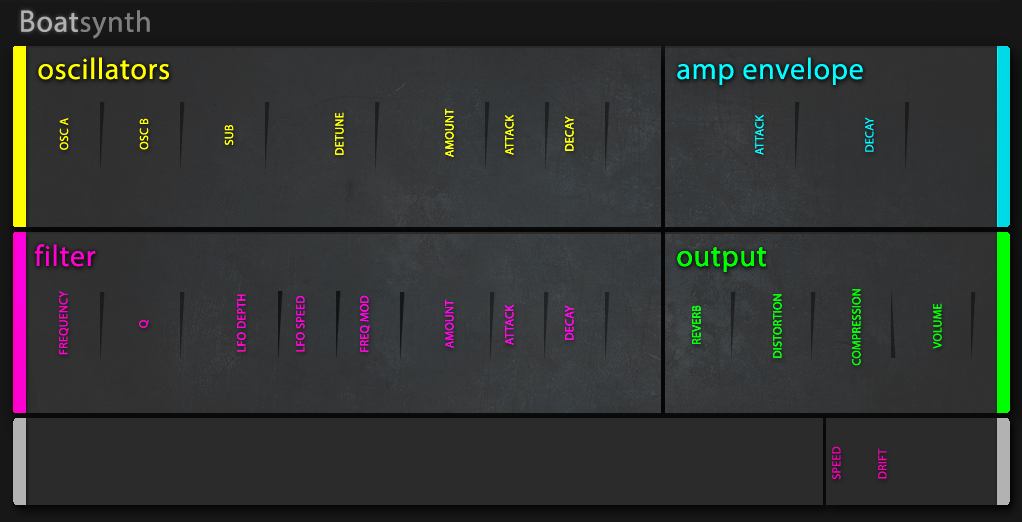 Boatsynth
oscillators
OSC A
OSC B
SUB
DETUNE
AMOUNT
ATTACK
DECAY
amp envelope
ATTACK
DECAY
filter
FREQUENCY
Q
LFO DEPTH
LFO SPEED
FREQ MOD
AMOUNT
ATTACK
DECAY
output
REVERB
DISTORTION
COMPRESSION
VOLUME
SPEED
DRIFT